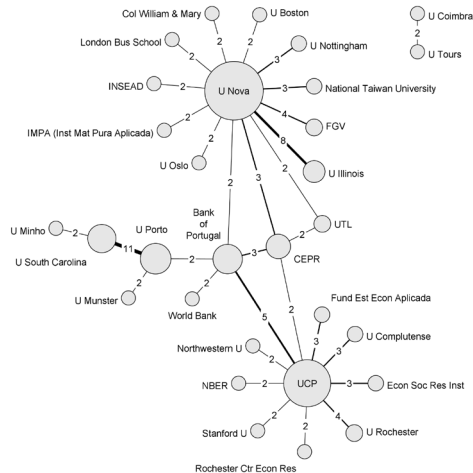 Col William & Mary
U Boston
U Coimbra
2
2
2
London Bus School
U Nottingham
U Tours
2
3
INSEAD
2
U Nova
3
National Taiwan University
2
4
IMPA (Inst Mat Pura Aplicada)
FGV
2
8
U Oslo
2
U Illinois
2
3
Bank
of
Portugal
UTL
U Minho
2
U Porto
2
11
3
CEPR
U South Carolina
2
2
2
U Munster
World Bank
2
Fund Est Econ Aplicada
5
3
U Complutense
Northwestern U
3
2
NBER
2
UCP
3
Econ Soc Res Inst
2
4
Stanford U
2
U Rochester
Rochester Ctr Econ Res